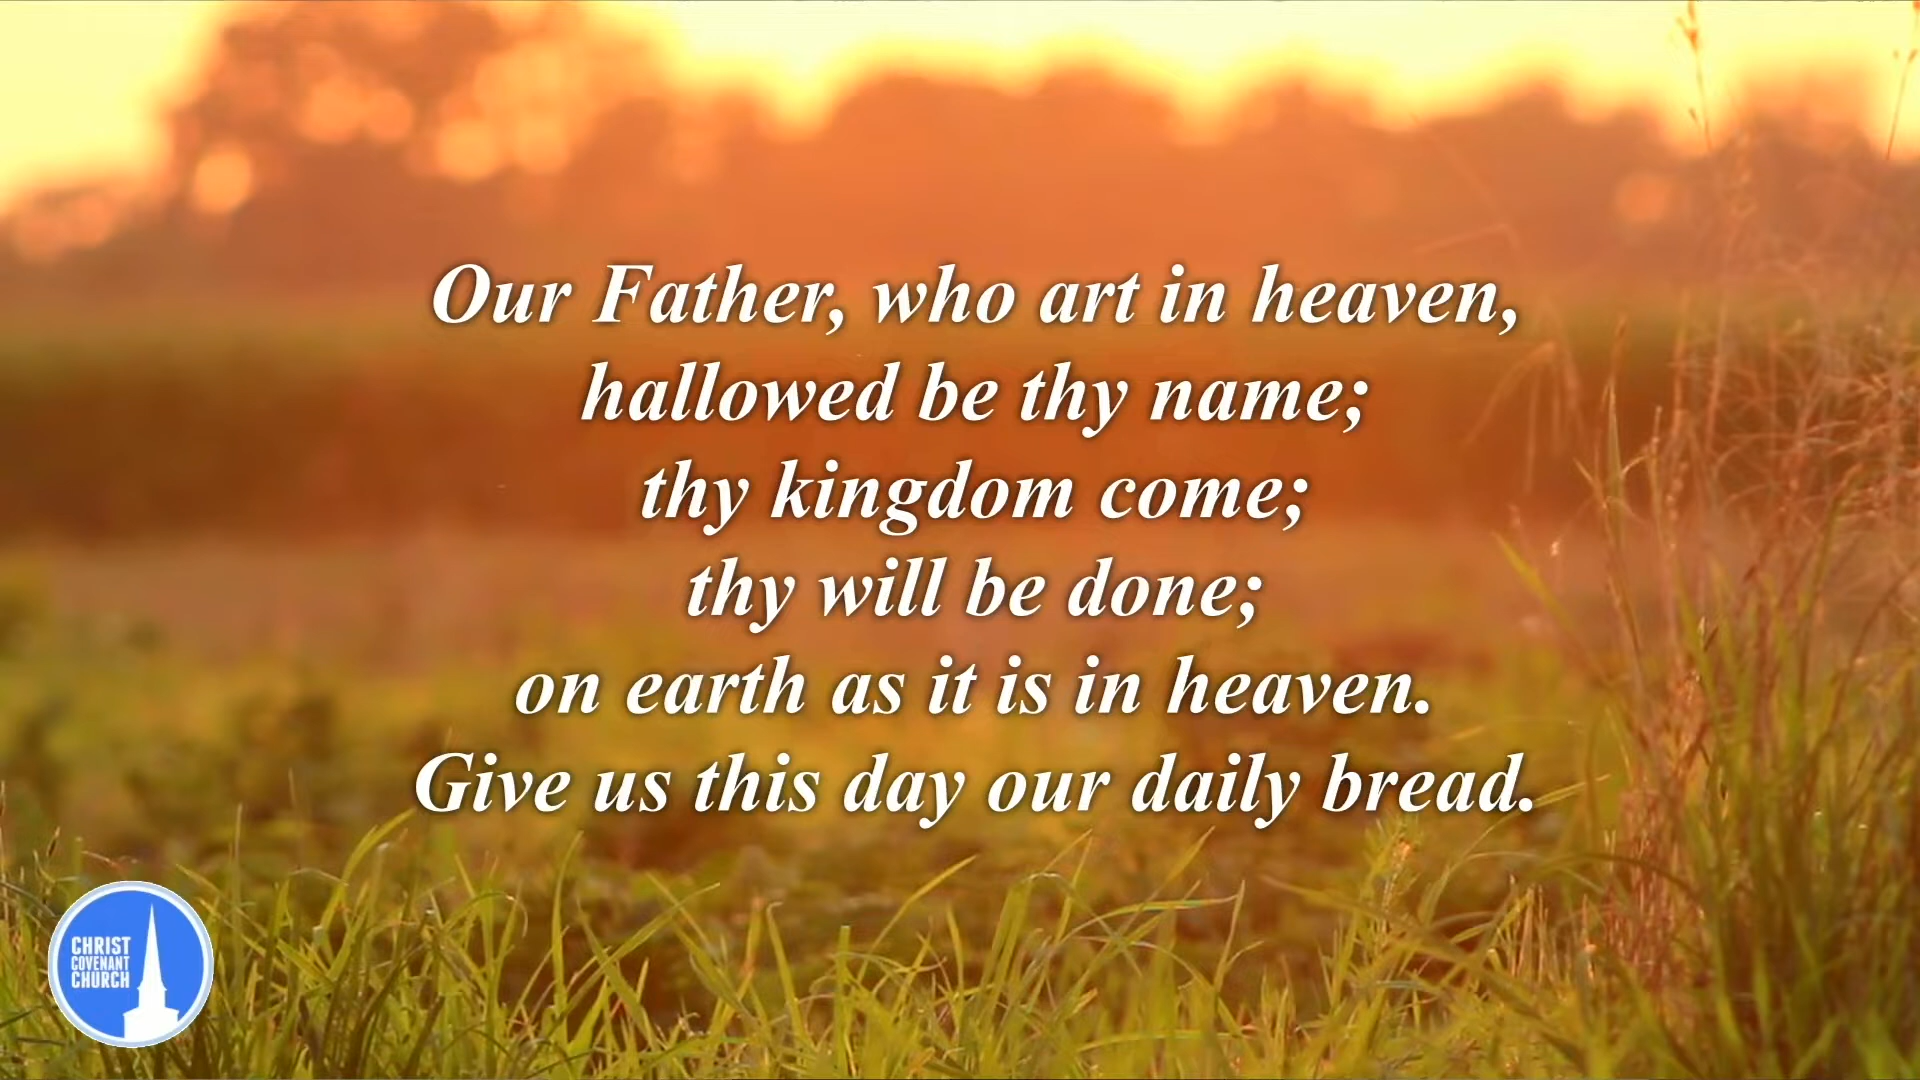 Our Father, who art in heaven,
hallowed be thy name;
thy kingdom come;
thy will be done;
on earth as it is in heaven.
Give us this day our daily bread.
CHRIST
COVENANT
CHURCH